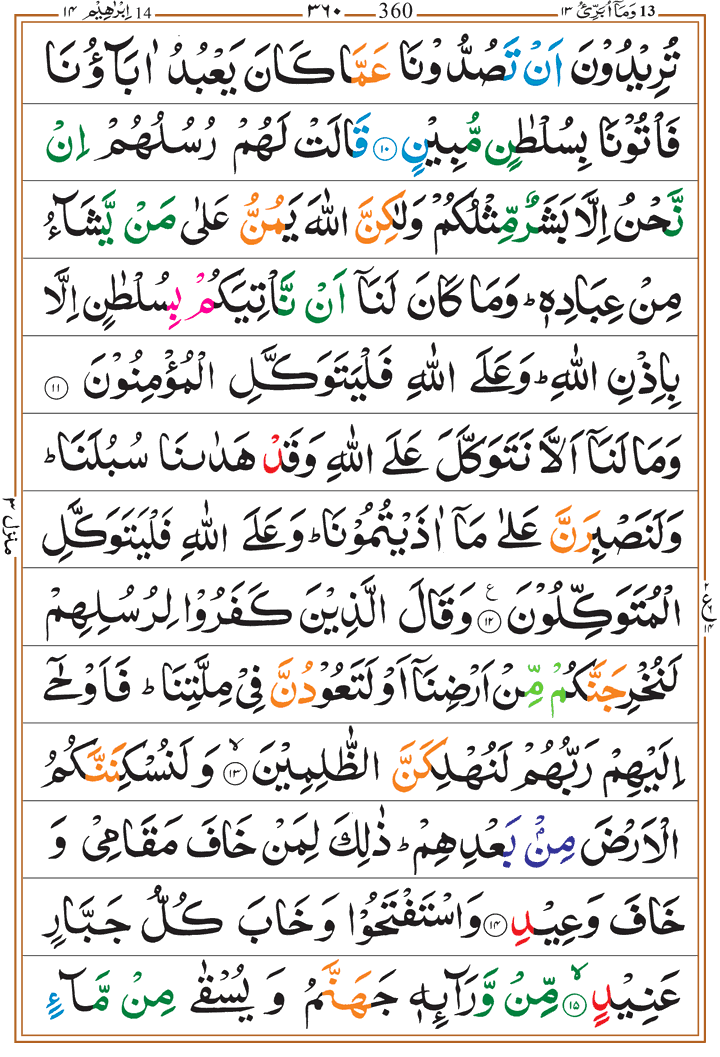 13 وَمَآ اُبَرِّئُ ١٣ 360 ٣٦٠ 14 اِبْرٰهِيْم ١٤
تُرِيْدُوْنَ اَنْ تَصُدُّوْنَا عَمَّا كَانَ يَعْبُدُ اٰبَآؤُنَا
فَاْتُوْنَا بِسُلْطٰنٍ مُّبِيْنٍ ۝١٠ قَالَتْ لَهُمْ رُسُلُهُمْ اِنْ
نَّحْنُ اِلَّا بَشَرٌ مِّثْلُكُمْ وَلٰكِنَّ اللّٰهَ يَمُنُّ عَلٰى مَنْ يَّشَآءُ
مِنْ عِبَادِهٖ ؕ وَمَا كَانَ لَنَآ اَنْ نَّاْتِيَكُمْ بِسُلْطٰنٍ اِلَّا
بِاِذْنِ اللّٰهِ ؕ وَعَلَى اللّٰهِ فَلْيَتَوَكَّلِ الْمُؤْمِنُوْنَ ۝١١
وَمَا لَنَآ اَلَّا نَتَوَكَّلَ عَلَى اللّٰهِ وَقَدْ هَدٰىنَا سُبُلَنَا ؕ
وَلَنَصْبِرَنَّ عَلٰى مَآ اٰذَيْتُمُوْنَا ؕ وَعَلَى اللّٰهِ فَلْيَتَوَكَّلِ
الْمُتَوَكِّلُوْنَ ۝١٢ ع وَقَالَ الَّذِيْنَ كَفَرُوْا لِرُسُلِهِمْ
لَنُخْرِجَنَّكُمْ مِّنْ اَرْضِنَآ اَوْ لَتَعُوْدُنَّ فِيْ مِلَّتِنَا ؕ فَاَوْحٰٓى
اِلَيْهِمْ رَبُّهُمْ لَنُهْلِكَنَّ الظّٰلِمِيْنَ ۝١٣ ۙ وَلَنُسْكِنَنَّكُمُ
الْاَرْضَ مِنْۢ بَعْدِهِمْ ؕ ذٰلِكَ لِمَنْ خَافَ مَقَامِيْ وَ
خَافَ وَعِيْدِ ۝١٤ وَاسْتَفْتَحُوْا وَخَابَ كُلُّ جَبَّارٍ
عَنِيْدٍ ۝١٥ ۙ مِّنْ وَّرَآئِهٖ جَهَنَّمُ وَيُسْقٰى مِنْ مَّآءٍ
منزل ٣
٢ ع ١٤